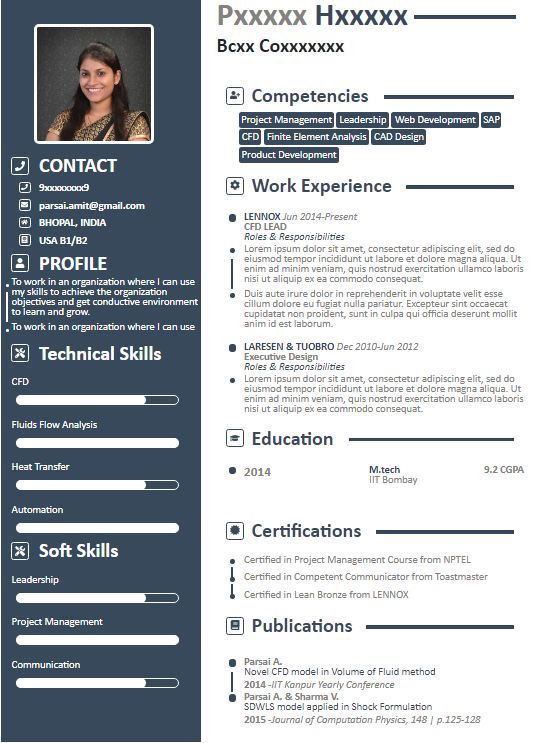 Pxxxxx Hxxxxx
Bcxx Coxxxxxxx
CONTACT
9xxxxxxxx9
parsai.amit@gmail.com
BHOPAL, INDIA
USA B1/B2
PROFILE
To work in an organization where I can use
my skills to achieve the organization
objectives and get conductive environment
to learn and grow.
To work in an organization where I can use
Technical Skills
CFD
Fluids Flow Analysis
Heat Transfer
Automation
Soft Skills
Leadership
Project Management
Communication
Competencies
Project Management Leadership Web Development SAP
CFD Finite Element Analysis CAD Design
Product Development
Work Experience
LENNOX Jun 2014-Present
CFD LEAD
Roles & Responsibilities
Lorem ipsum dolor sit amet, consectetur adipiscing elit, sed do
eiusmod tempor incididunt ut labore et dolore magna aliqua. Ut
enim ad minim veniam, quis nostrud exercitation ullamco laboris
nisi ut aliquip ex ea commodo consequat.
Duis aute irure dolor in reprehenderit in voluptate velit esse
cillum dolore eu fugiat nulla pariatur. Excepteur sint occaecat
cupidatat non proident, sunt in culpa qui officia deserunt mollit
anim id est laborum.
LARESEN & TUOBRO Dec 2010-Jun 2012
Executive Design
Roles & Responsibilities
Lorem ipsum dolor sit amet, consectetur adipiscing elit, sed do
eiusmod tempor incididunt ut labore et dolore magna aliqua. Ut
enim ad minim veniam, quis nostrud exercitation ullamco laboris
nisi ut aliquip ex ea commodo consequat.
Education
2014 M.tech 9.2 CGPA
IIT Bombay
Certifications
Certified in Project Management Course from NPTEL
Certified in Competent Communicator from Toastmaster
Certified in Lean Bronze from LENNOX
Publications
Parsai A.
Novel CFD model in Volume of Fluid method
2014 -IIT Kanpur Yearly Conference
Parsai A. & Sharma V.
SDWLS model applied in Shock Formulation
2015 -Journal of Computation Physics, 148 | p.125-128